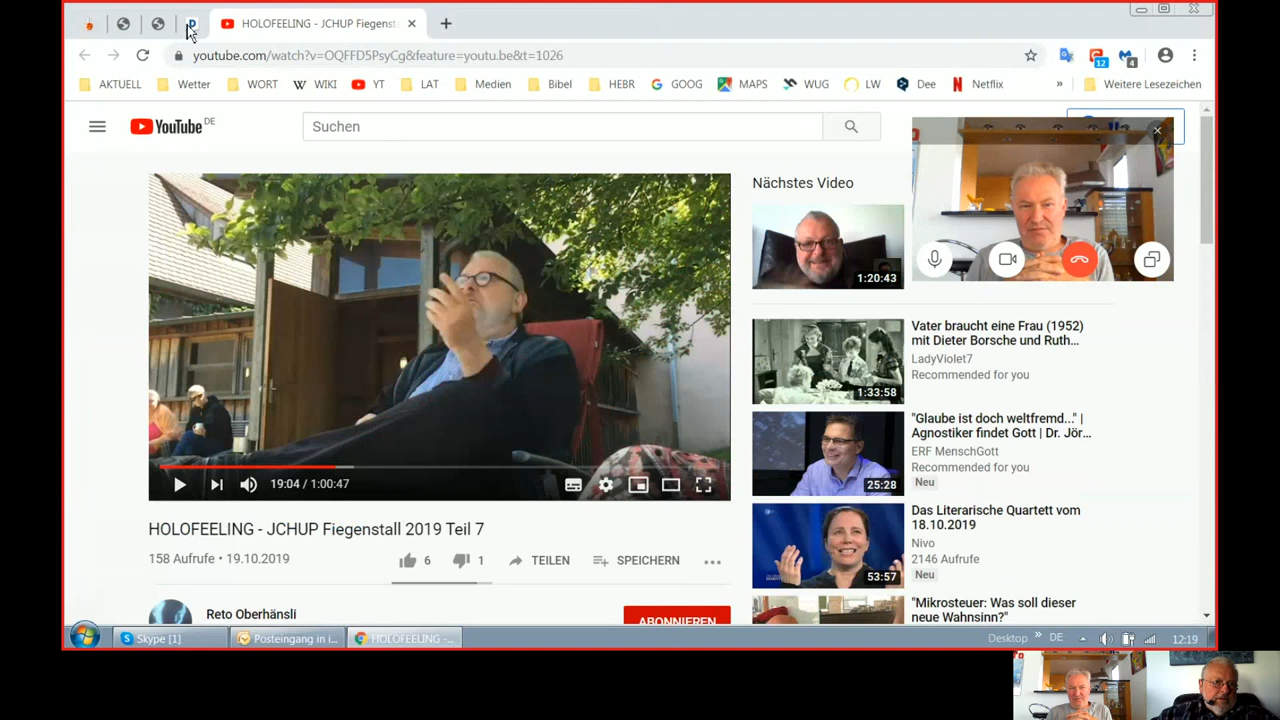 HOLOFEELING - JCHUP Fiegenst
youtube.com/watch?v=OQFFD5PsyCg&feature=youtu.be&t=1026
12
4
AKTUELL
Wetter
WORT
W WIKI
YT
LAT
Medien
Bibel
HEBR
G GOOG
MAPS
WUG
LW
Dee
N Netflix
»
Weitere Lesezeichen
YouTube DE
Suchen
Nächstes Video
1:20:43
Vater braucht eine Frau (1952)
mit Dieter Borsche und Ruth...
LadyViolet7
Recommended for you
1:33:58
"Glaube ist doch weltfremd..." |
Agnostiker findet Gott | Dr. Jör...
ERF MenschGott
Recommended for you
Neu
25:28
Das Literarische Quartett vom
18.10.2019
Nivo
2146 Aufrufe
Neu
53:57
"Mikrosteuer: Was soll dieser
neue Wahnsinn?"
19:04 / 1:00:47
HOLOFEELING - JCHUP Fiegenstall 2019 Teil 7
158 Aufrufe • 19.10.2019
6
1
TEILEN
SPEICHERN
Reto Oberhänsli
ABONNIEREN
Skype [1]
Posteingang in i...
HOLOFEELING -...
Desktop » DE
12:19